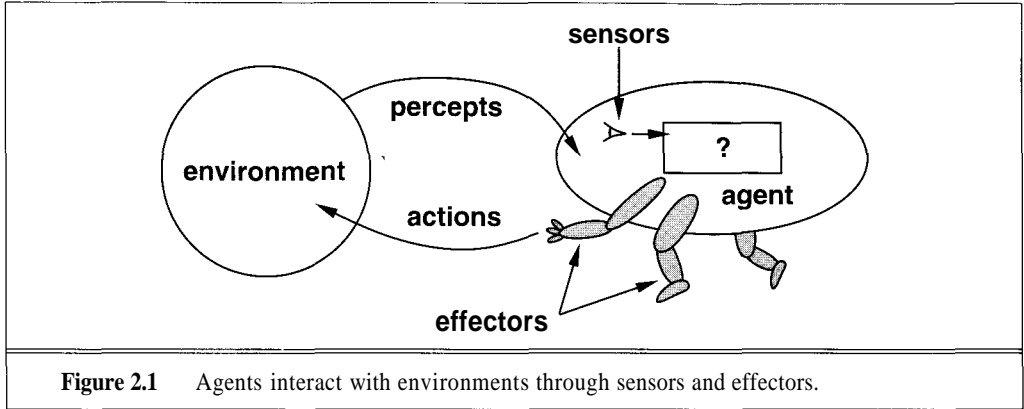 sensors
percepts
?
environment
agent
actions
effectors
Figure 2.1 Agents interact with environments through sensors and effectors.